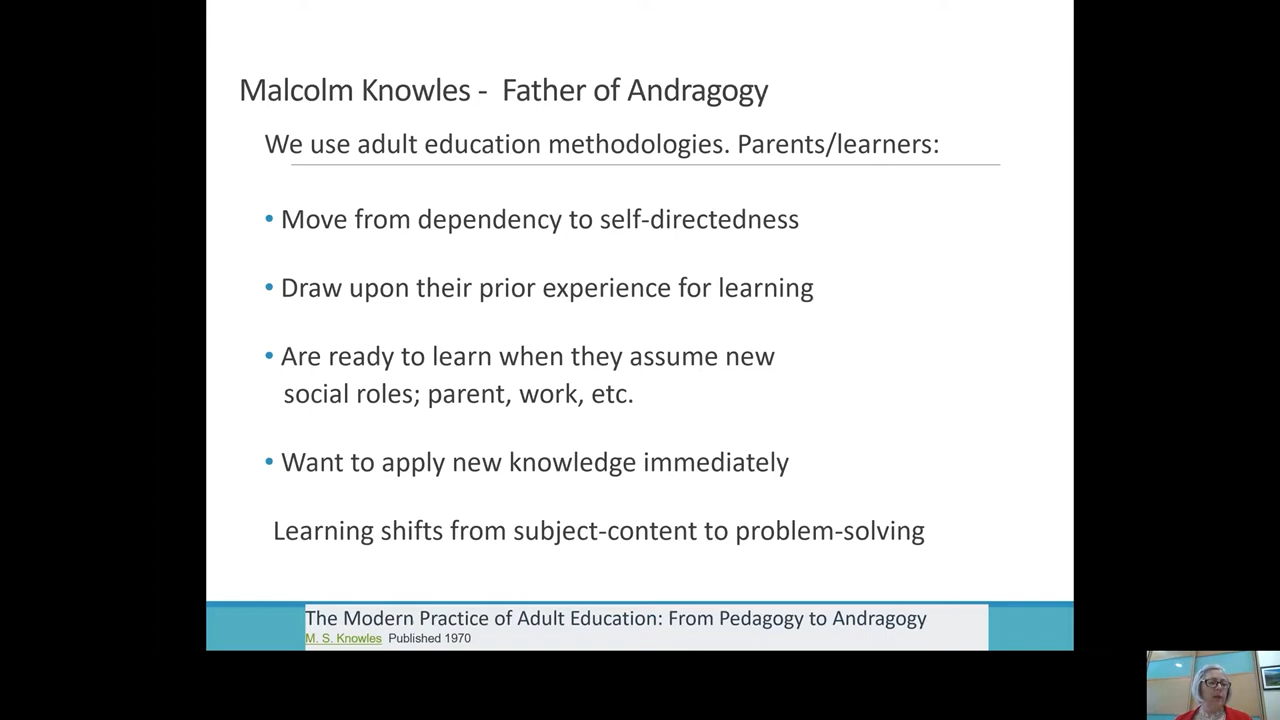 Malcolm Knowles -  Father of Andragogy
We use adult education methodologies. Parents/learners:
• Move from dependency to self-directedness
• Draw upon their prior experience for learning
• Are ready to learn when they assume new
social roles; parent, work, etc.
• Want to apply new knowledge immediately
Learning shifts from subject-content to problem-solving
The Modern Practice of Adult Education: From Pedagogy to Andragogy
M. S. Knowles  Published 1970